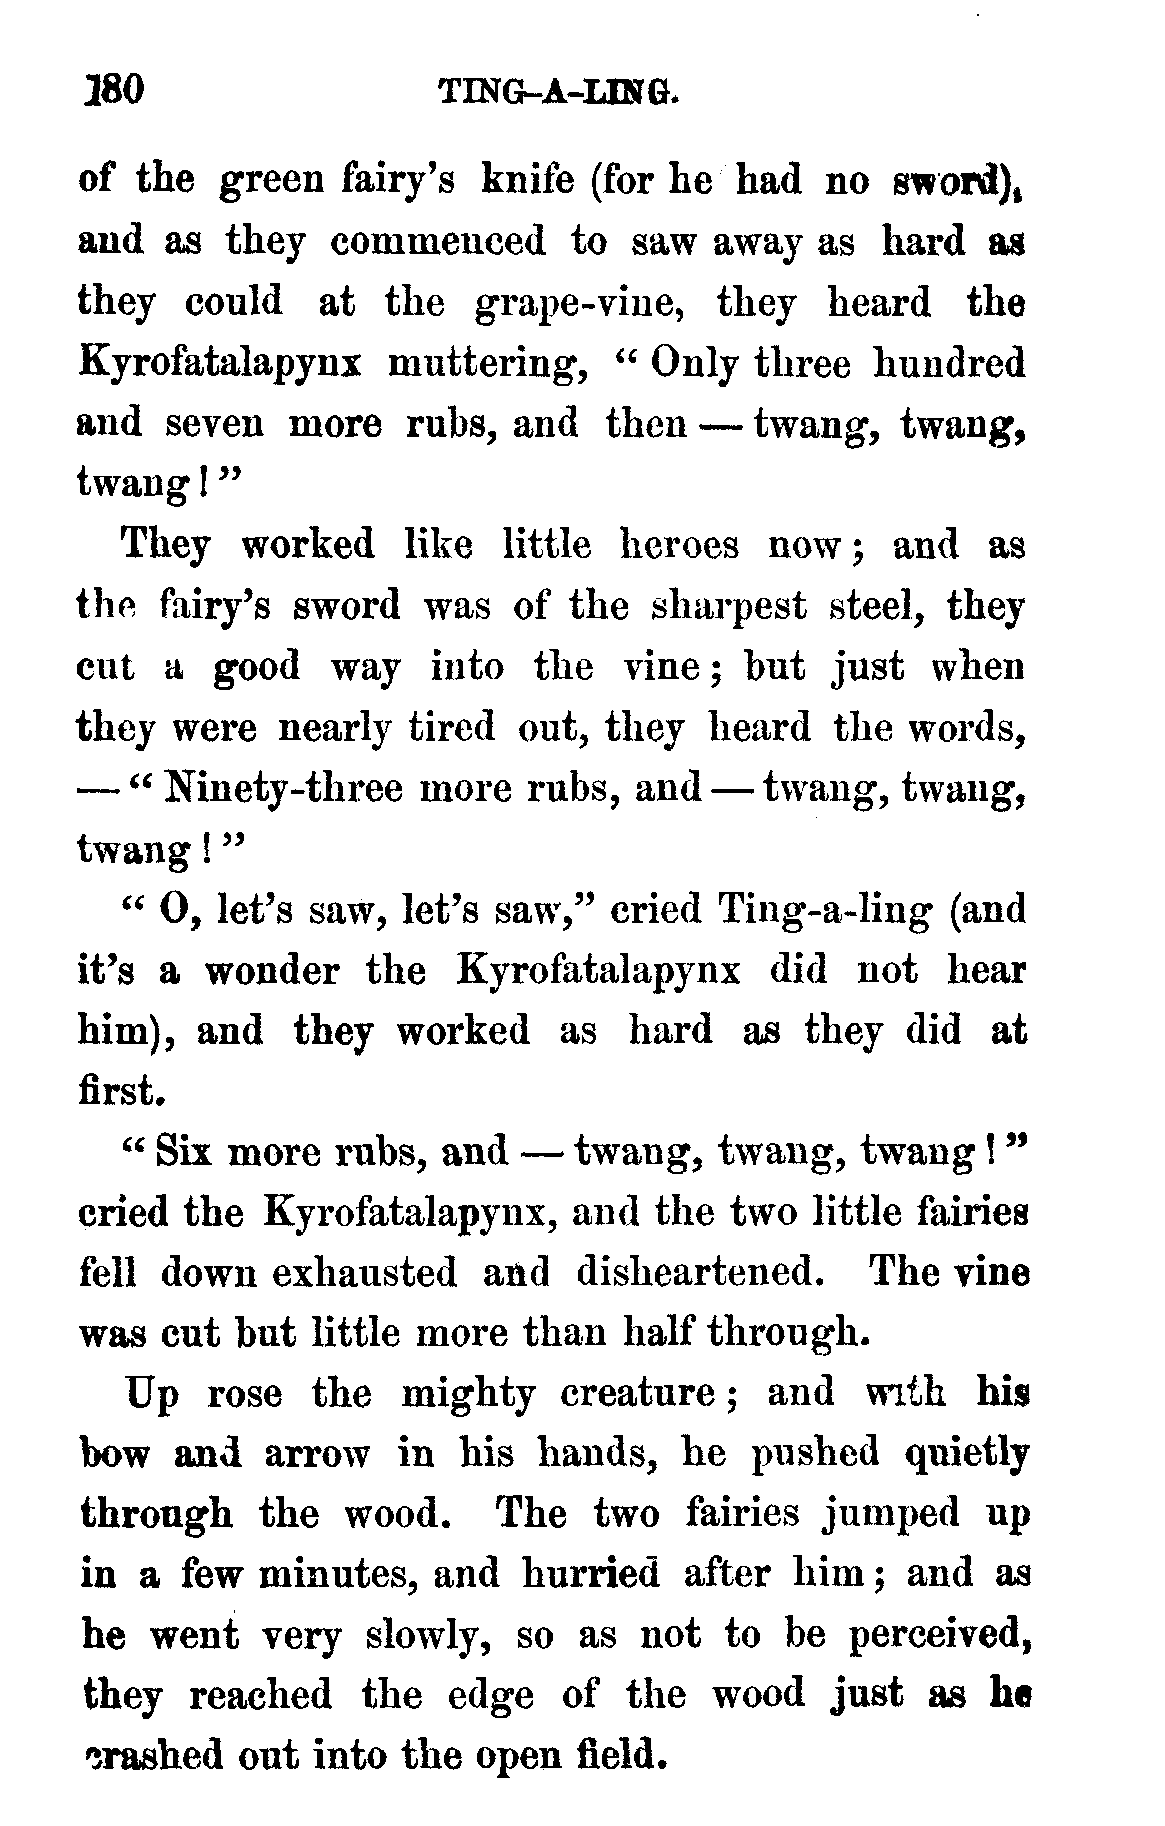 180 TING-A-LING.
of the green fairy's knife (for he had no sword),
and as they commenced to saw away as hard as
they could at the grape-vine, they heard the
Kyrofatalapynx muttering, “ Only three hundred
and seven more rubs, and then — twang, twang,
twang ! ”
They worked like little heroes now ; and as
the fairy's sword was of the sharpest steel, they
cut a good way into the vine ; but just when
they were nearly tired out, they heard the words,
— “ Ninety-three more rubs, and — twang, twang,
twang ! ”
“ O, let's saw, let's saw,” cried Ting-a-ling (and
it's a wonder the Kyrofatalapynx did not hear
him), and they worked as hard as they did at
first.
“ Six more rubs, and — twang, twang, twang ! ”
cried the Kyrofatalapynx, and the two little fairies
fell down exhausted and disheartened. The vine
was cut but little more than half through.
Up rose the mighty creature ; and with his
bow and arrow in his hands, he pushed quietly
through the wood. The two fairies jumped up
in a few minutes, and hurried after him ; and as
he went very slowly, so as not to be perceived,
they reached the edge of the wood just as he
crashed out into the open field.